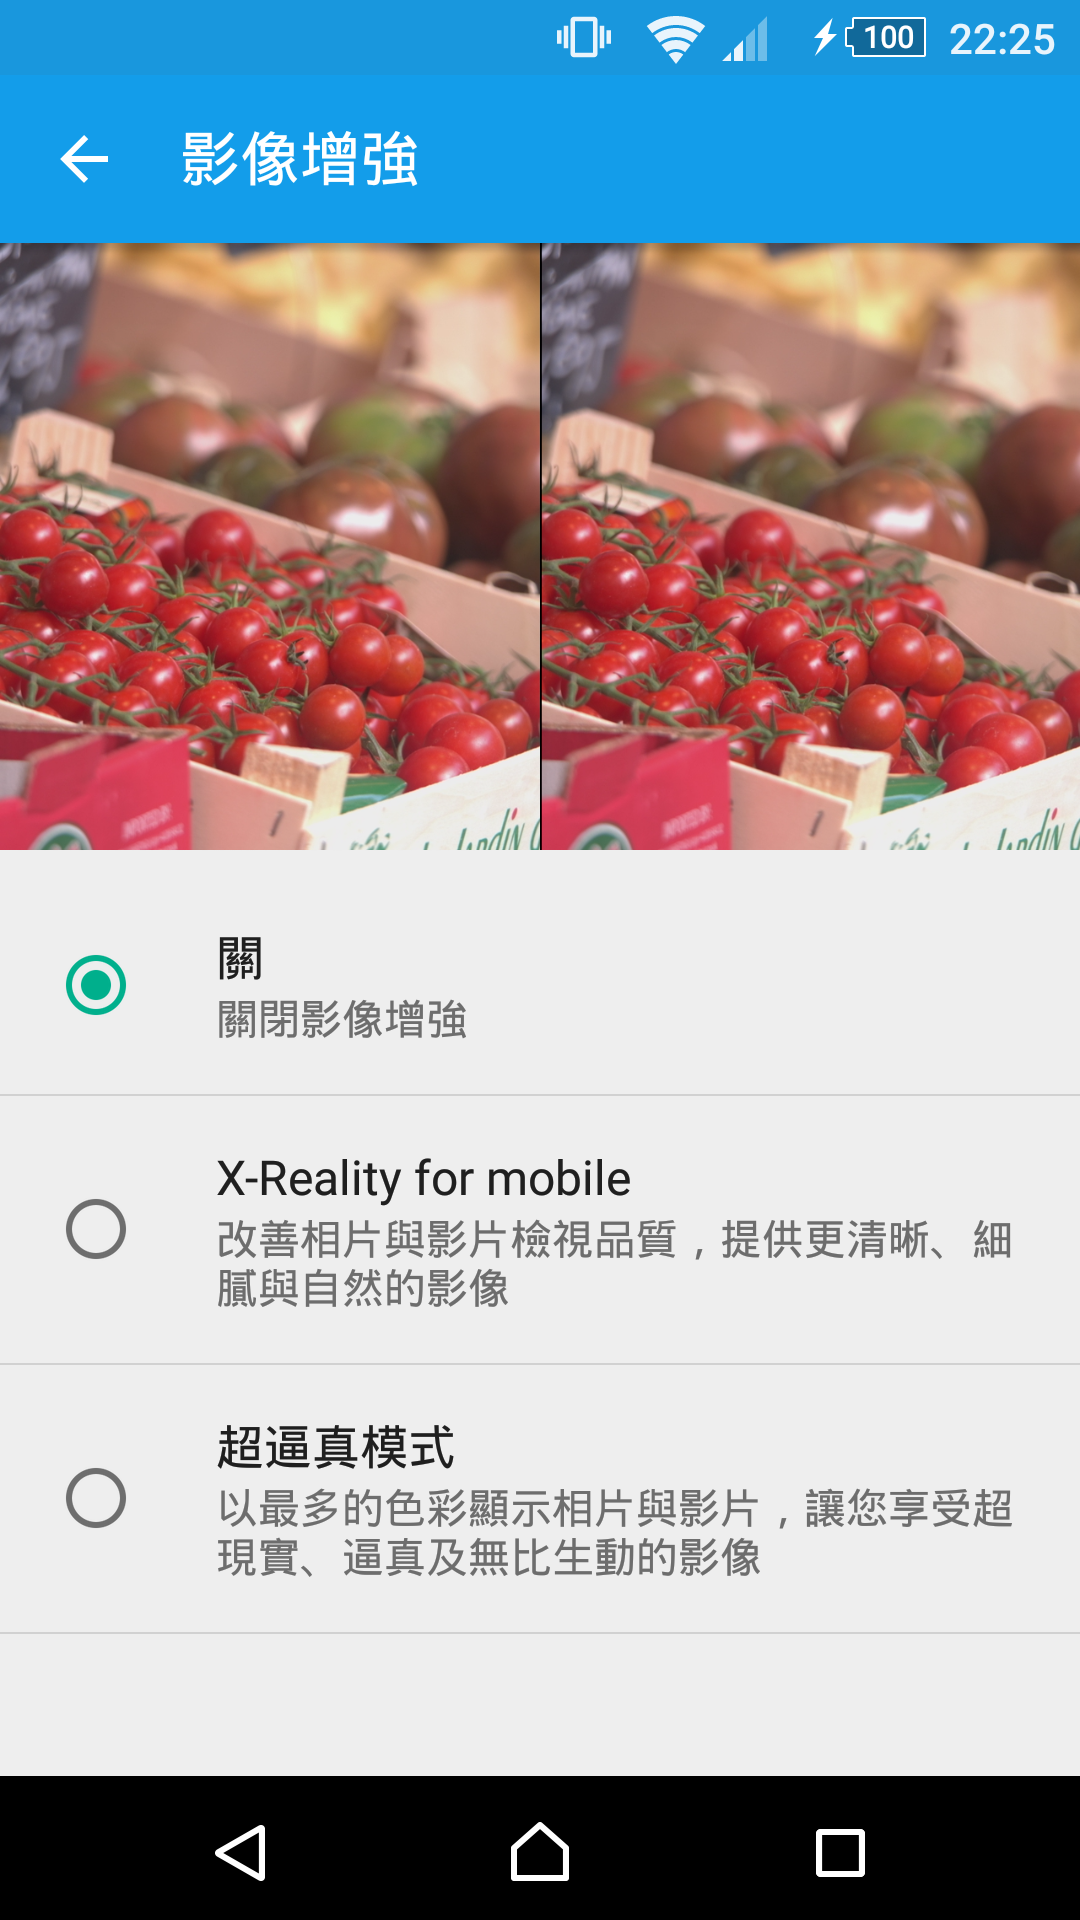 100 22:25
影像增強
Jardin
Jardin
關
關閉影像增強
X-Reality for mobile
改善相片與影片檢視品質，提供更清晰、細
膩與自然的影像
超逼真模式
以最多的色彩顯示相片與影片，讓您享受超
現實、逼真及無比生動的影像